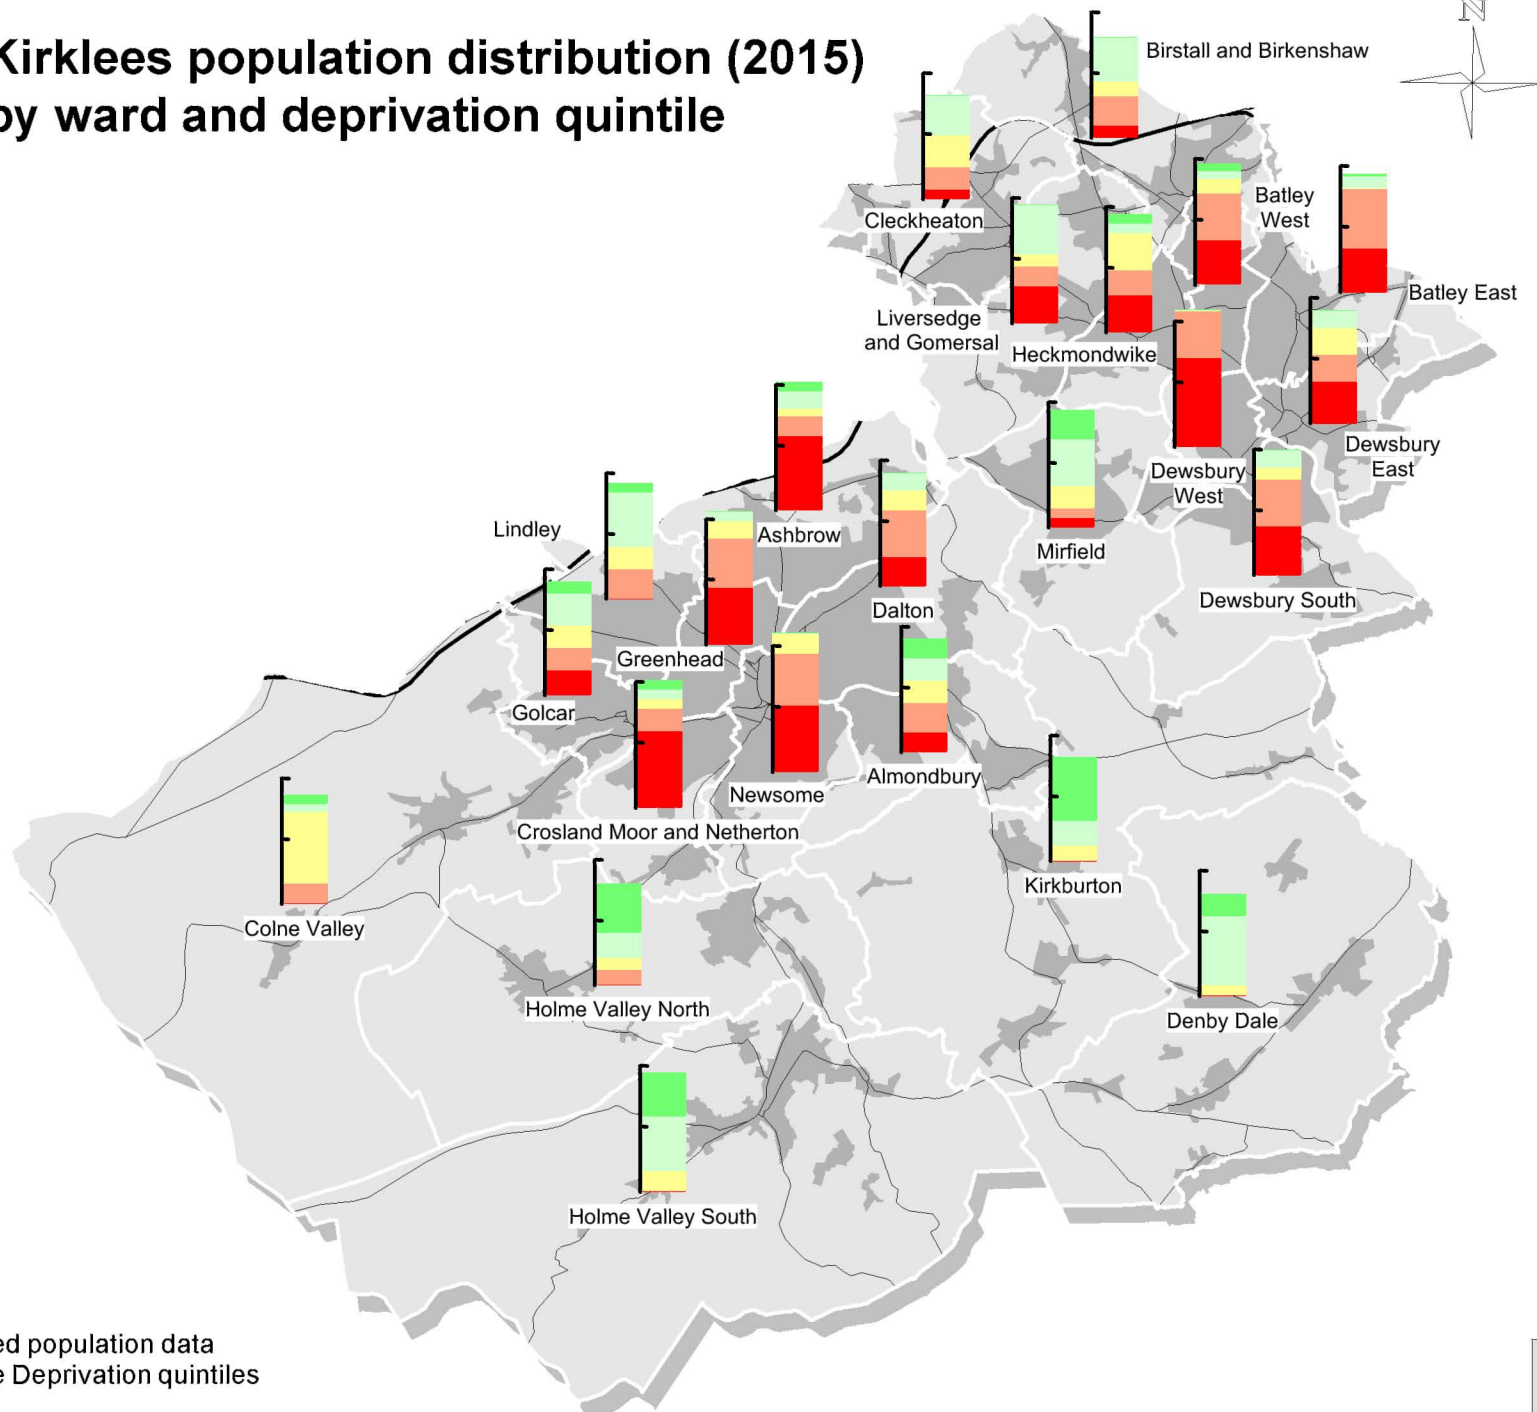 Kirklees population distribution (2015)
by ward and deprivation quintile
N
Birstall and Birkenshaw
Cleckheaton
Batley
West
Batley East
Liversedge
and Gomersal
Heckmondwike
Dewsbury
East
Dewsbury
West
Mirfield
Dewsbury South
Ashbrow
Lindley
Dalton
Greenhead
Golcar
Almondbury
Newsome
Crosland Moor and Netherton
Kirkburton
Colne Valley
Holme Valley North
Denby Dale
Holme Valley South
ed population data
e Deprivation quintiles